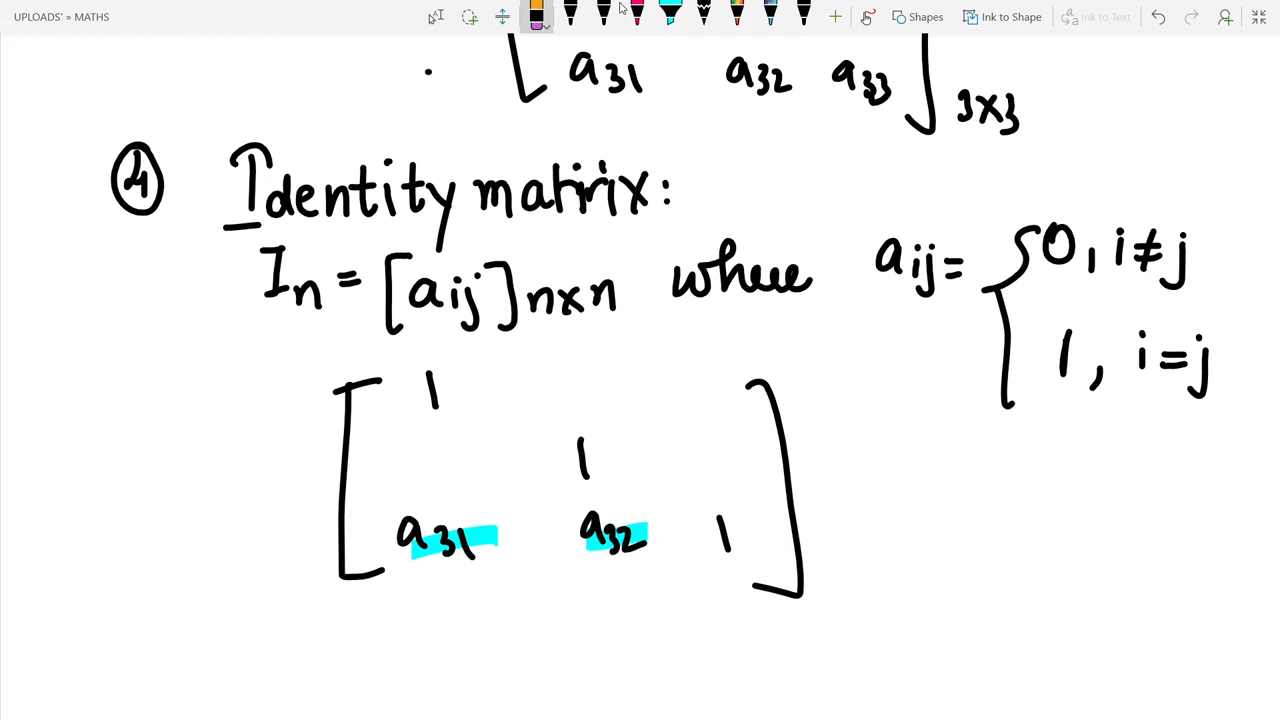 UPLOADS' » MATHS
Shapes Ink to Shape Ink to Text
a31 a32 a33
3x3
4 Identity matrix:
In = [aij]nxn where aij= {0, i≠j
1, i=j
1
1
a31 a32 1